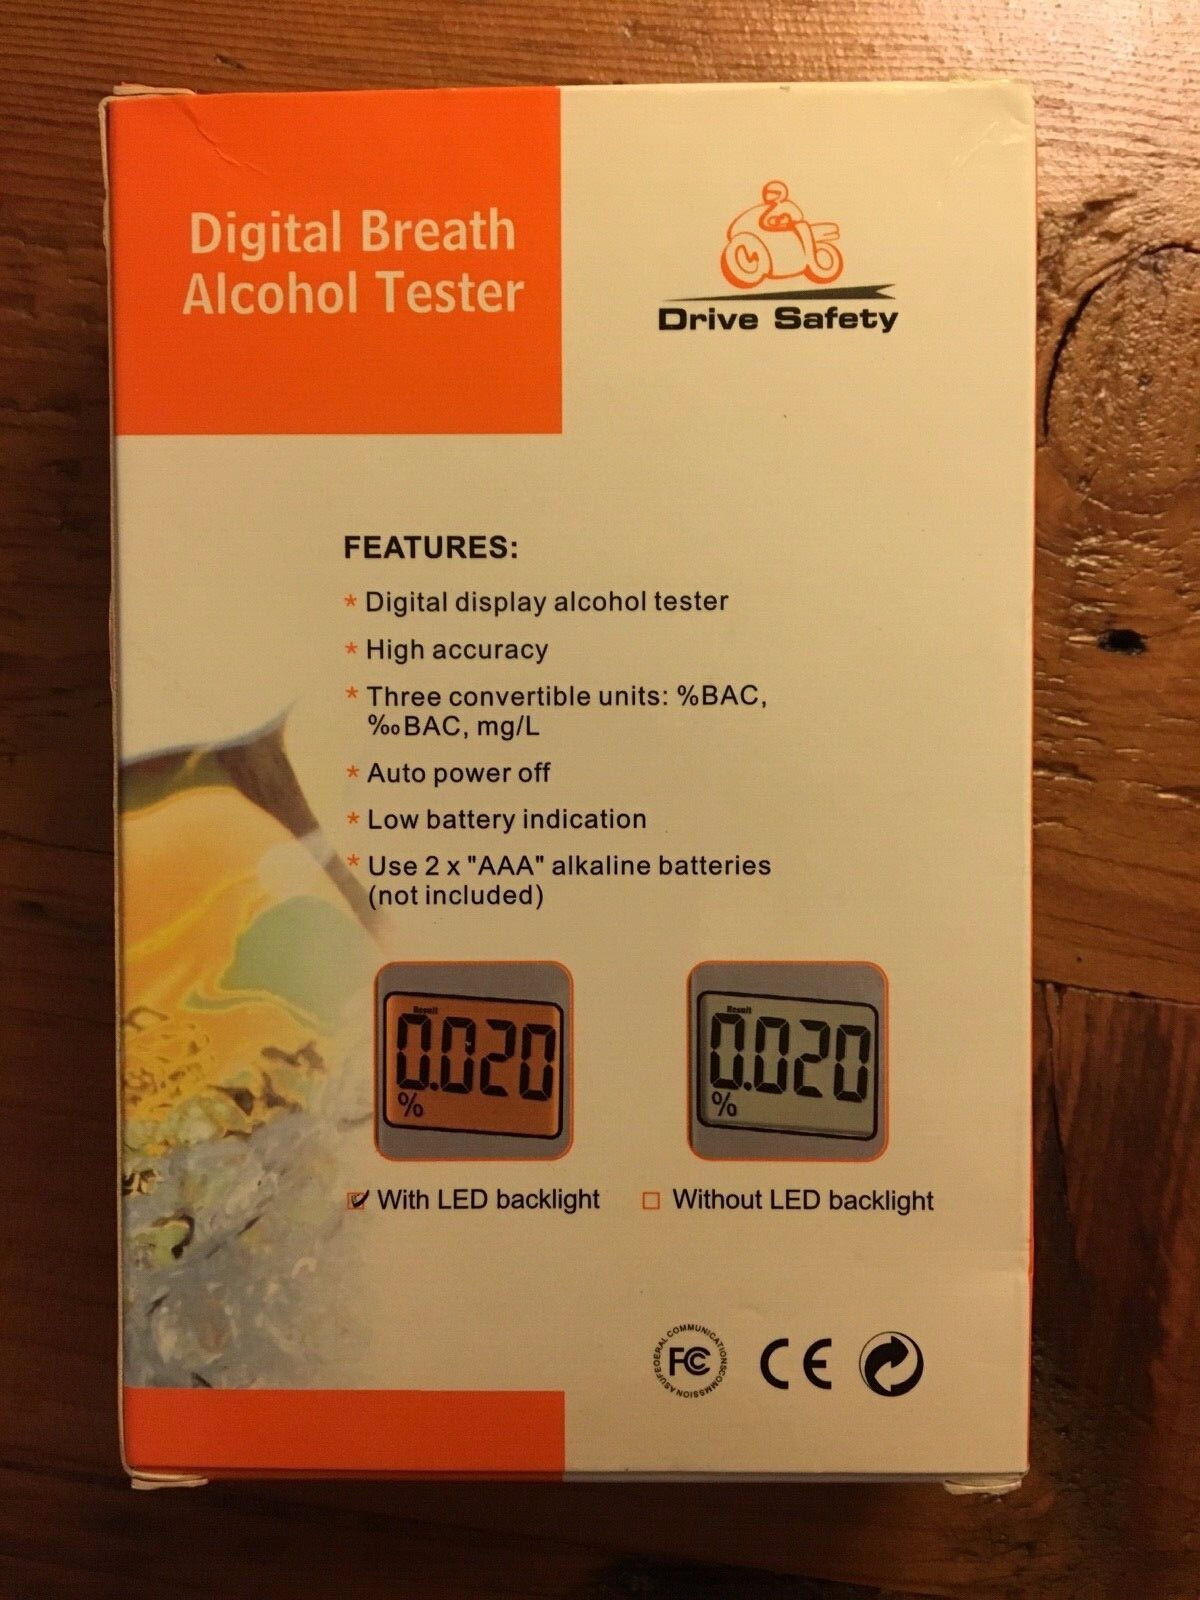 Digital Breath
Alcohol Tester
Drive Safety
FEATURES:
* Digital display alcohol tester
* High accuracy
* Three convertible units: %BAC,
‰BAC, mg/L
* Auto power off
* Low battery indication
* Use 2 x "AAA" alkaline batteries
(not included)
Result
0.020
%
Result
0.020
%
With LED backlight
Without LED backlight
FEDERAL COMMUNICATIONS
FC
CE